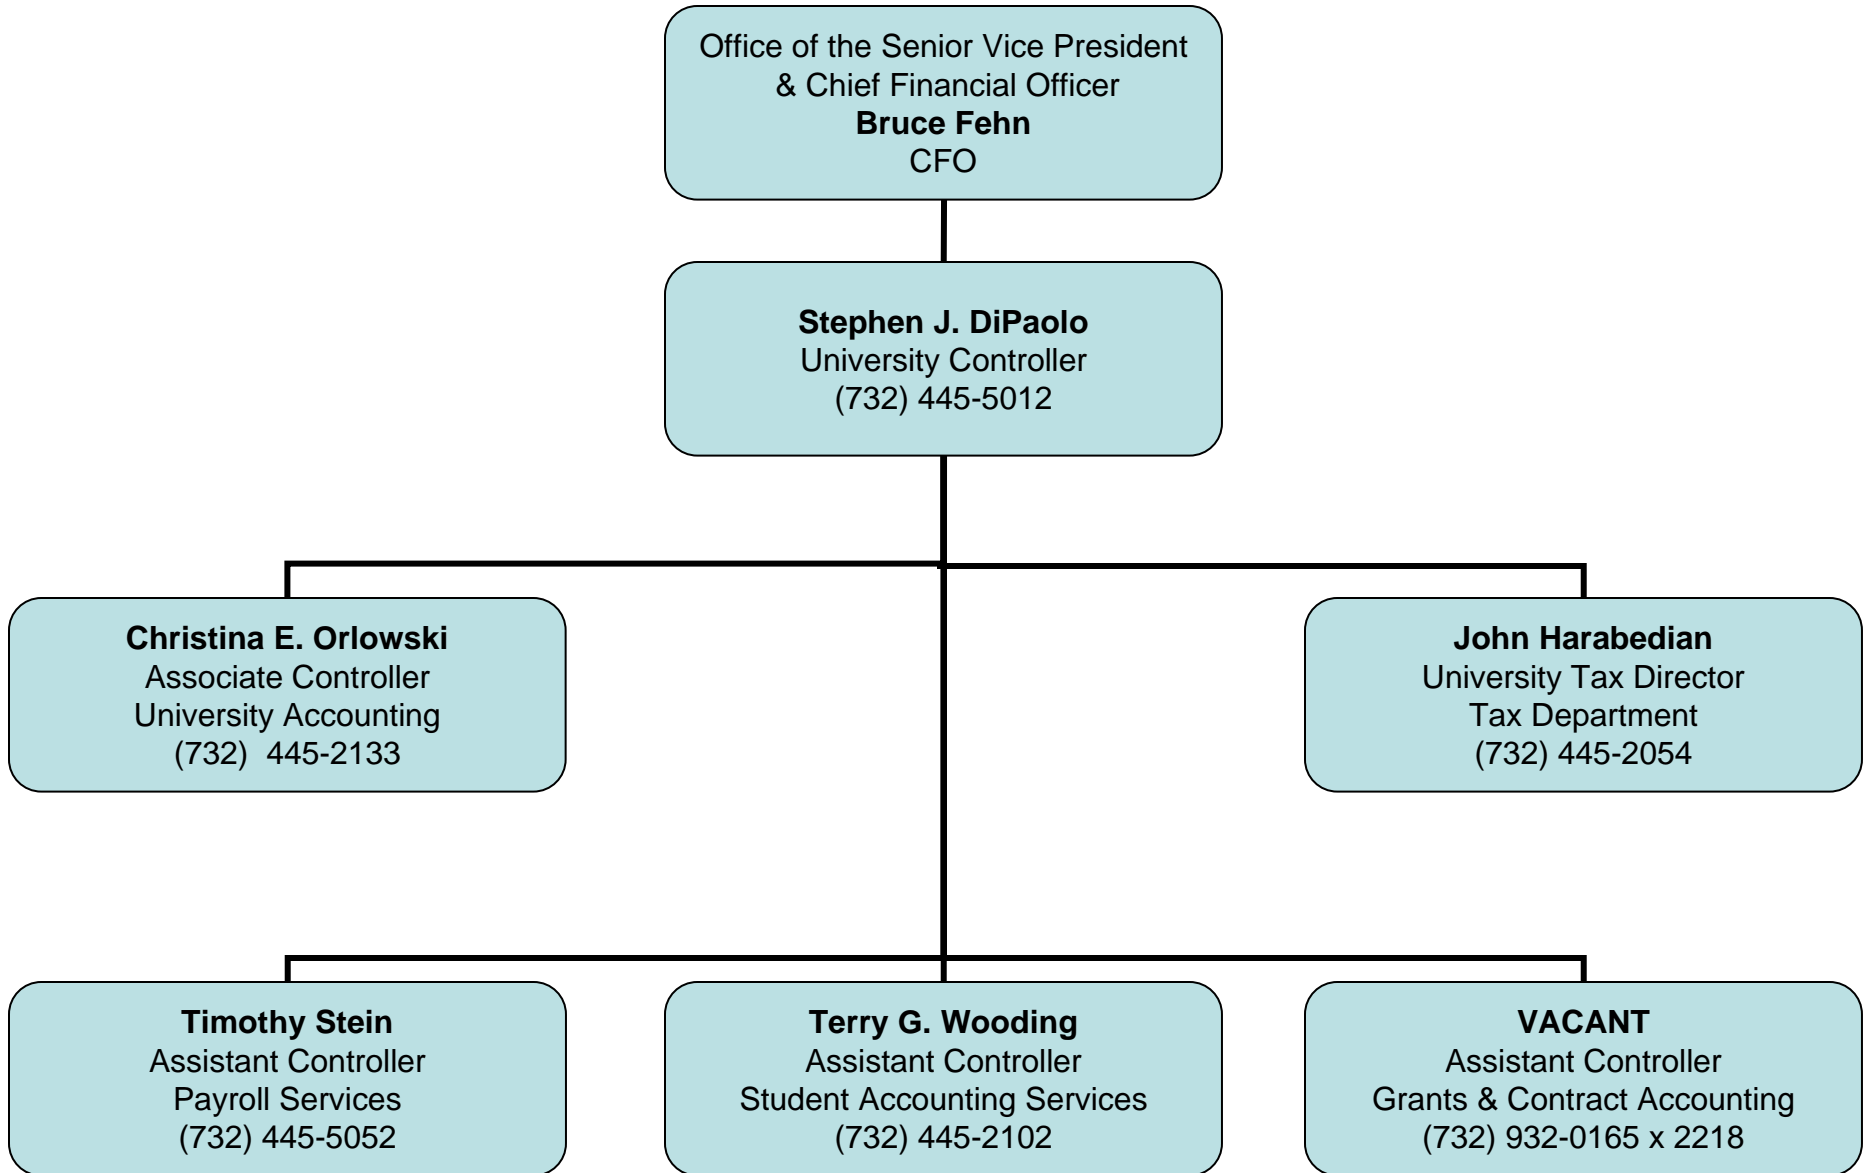 Office of the Senior Vice President
& Chief Financial Officer
Bruce Fehn
CFO
Stephen J. DiPaolo
University Controller
(732) 445-5012
Christina E. Orlowski
Associate Controller
University Accounting
(732)  445-2133
John Harabedian
University Tax Director
Tax Department
(732) 445-2054
Timothy Stein
Assistant Controller
Payroll Services
(732) 445-5052
Terry G. Wooding
Assistant Controller
Student Accounting Services
(732) 445-2102
VACANT
Assistant Controller
Grants & Contract Accounting
(732) 932-0165 x 2218